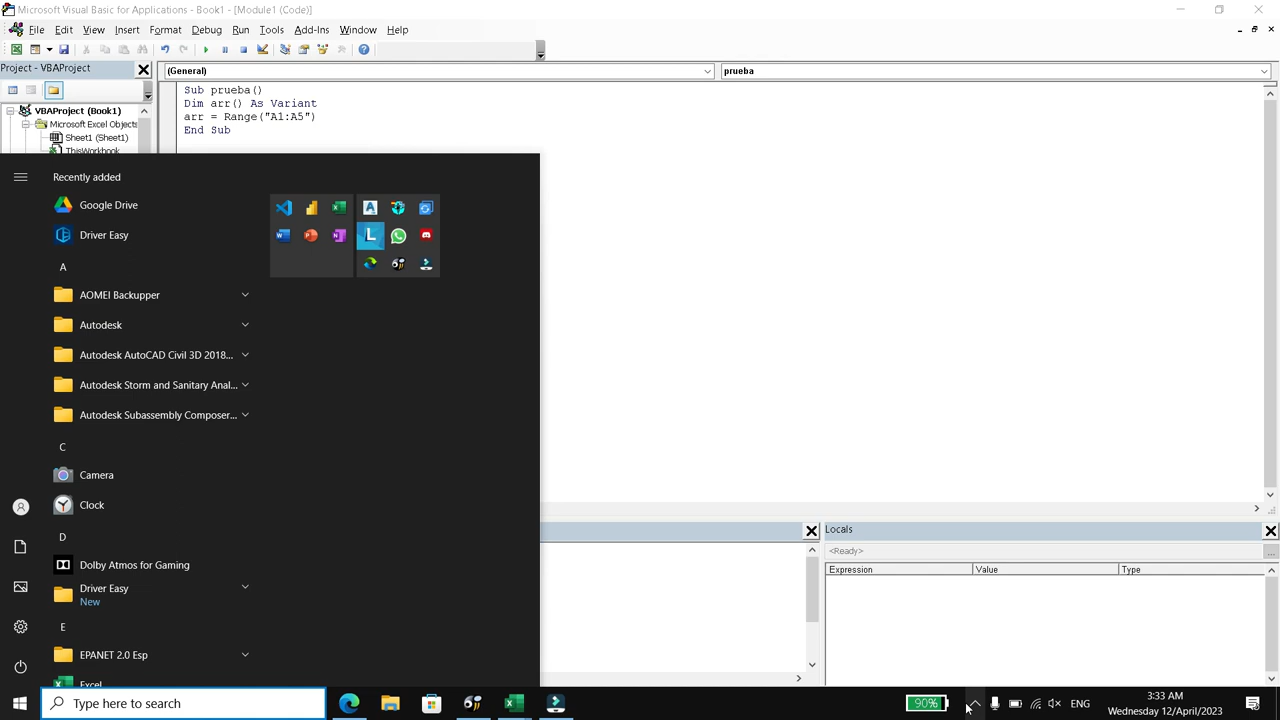 Microsoft Visual Basic for Applications - Book1 - [Module1 (Code)]
File Edit View Insert Format Debug Run Tools Add-Ins Window Help
Project - VBAProject
(General) prueba
VBAProject (Book1)
Microsoft Excel Objects
Sheet1 (Sheet1)
ThisWorkbook
Sub prueba()
Dim arr() As Variant
arr = Range("A1:A5")
End Sub
Recently added
Google Drive
Driver Easy
A
AOMEI Backupper
Autodesk
Autodesk AutoCAD Civil 3D 2018...
Autodesk Storm and Sanitary Anal...
Autodesk Subassembly Composer...
C
Camera
Clock
D
Dolby Atmos for Gaming
Driver Easy
New
E
EPANET 2.0 Esp
Excel
L
Locals
<Ready>
Expression Value Type
Type here to search
90%
ENG
3:33 AM
Wednesday 12/April/2023